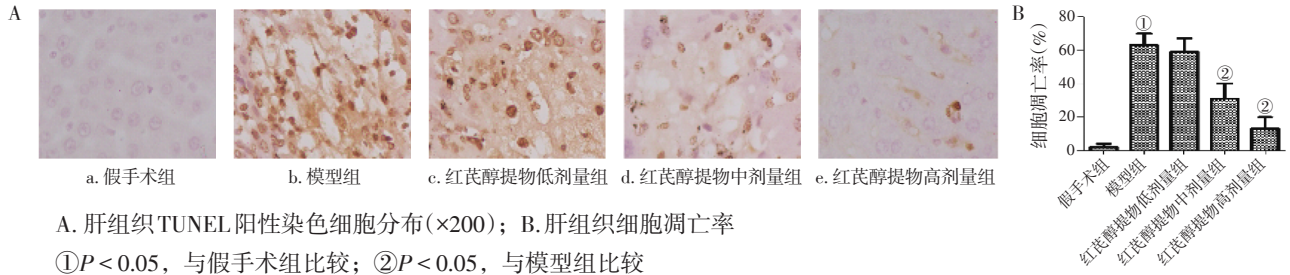 A
a. 假手术组
b. 模型组
c. 红芪醇提物低剂量组
d. 红芪醇提物中剂量组
e. 红芪醇提物高剂量组
B
细胞凋亡率(%)
80
60
40
20
0
①
②
②
假手术组
模型组
红芪醇提物低剂量组
红芪醇提物中剂量组
红芪醇提物高剂量组
A. 肝组织TUNEL阳性染色细胞分布(×200)；B.肝组织细胞凋亡率
①P<0.05，与假手术组比较；②P<0.05，与模型组比较